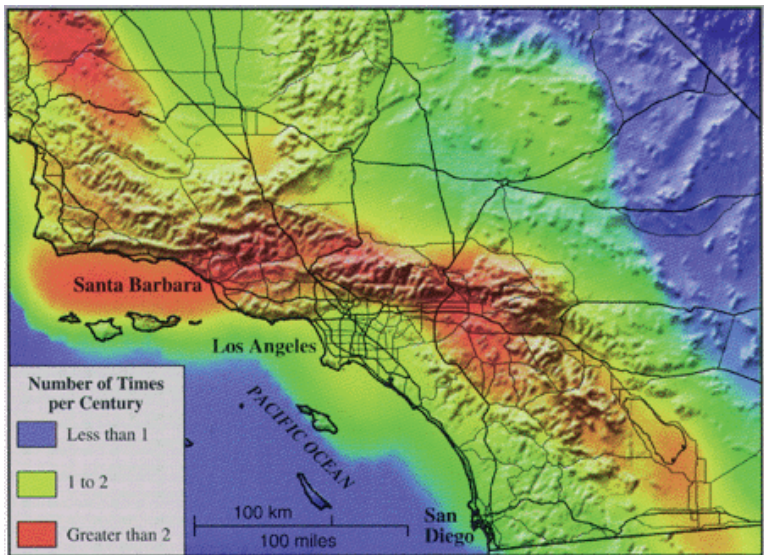 Santa Barbara
Los Angeles
PACIFIC OCEAN
San
Diego
Number of Times
per Century
Less than 1
1 to 2
Greater than 2
100 km
100 miles